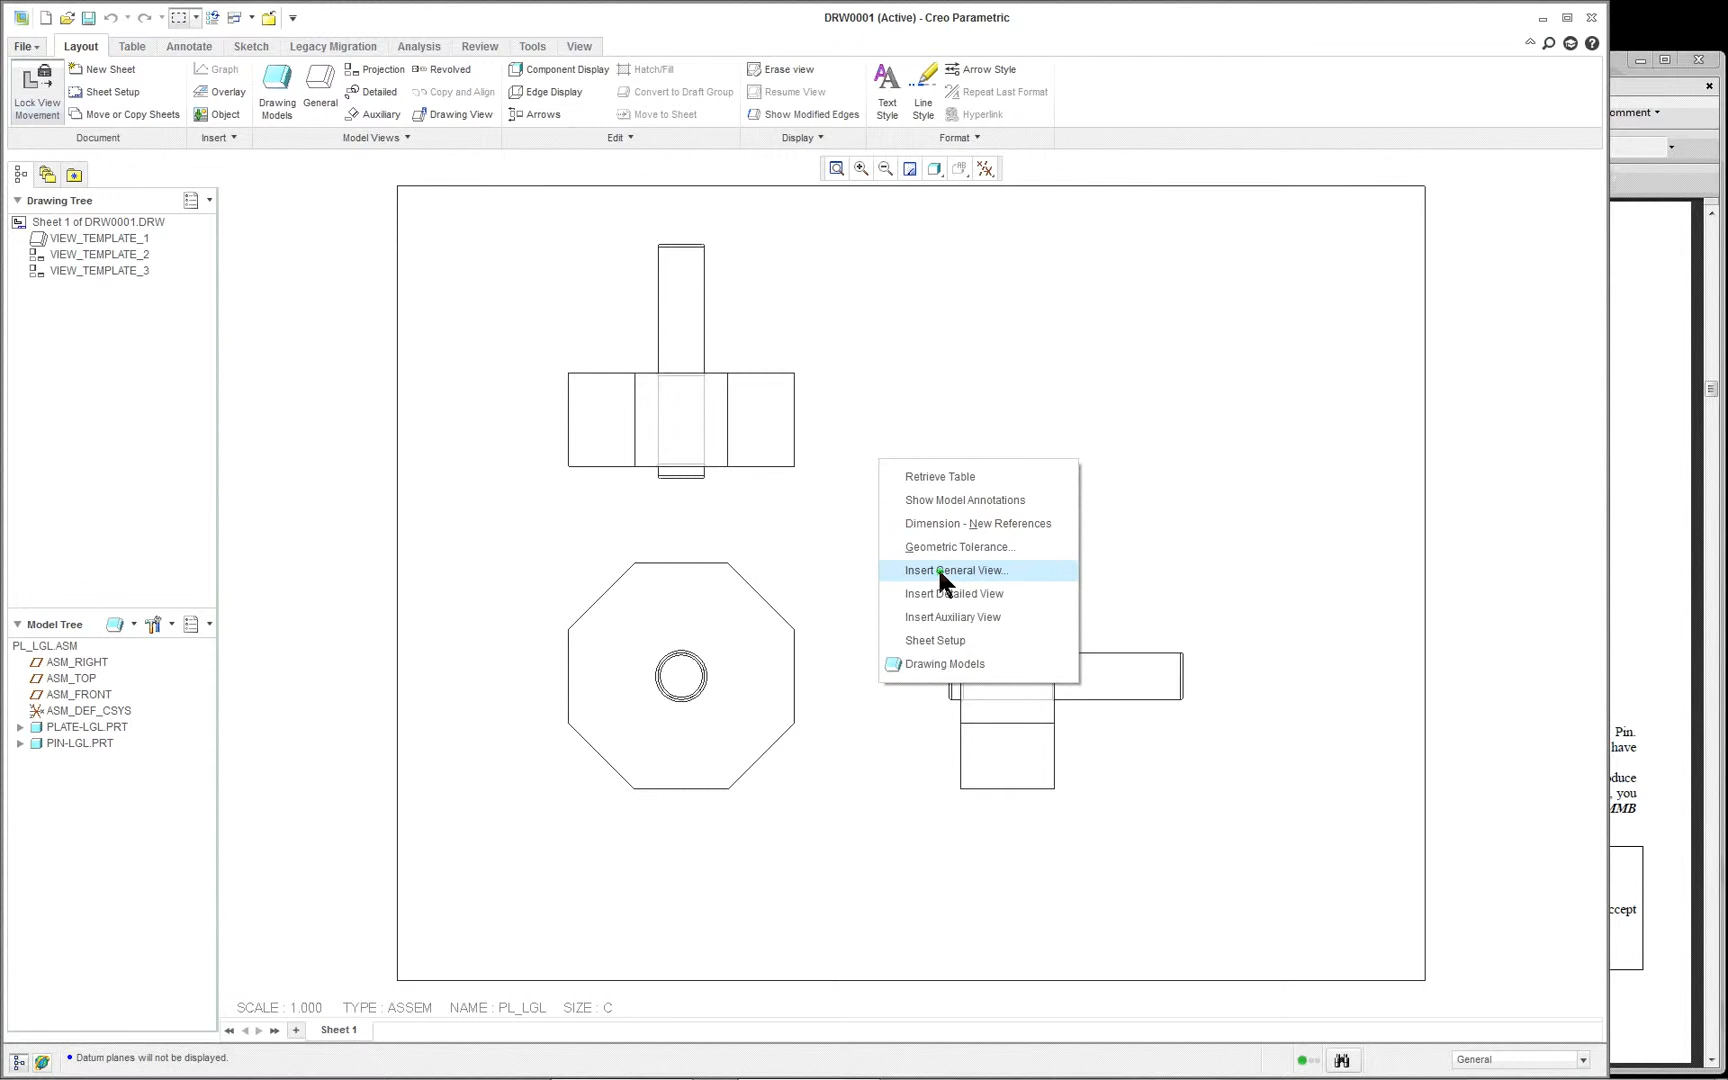 DRW0001 (Active) - Creo Parametric
File
Layout
Table
Annotate
Sketch
Legacy Migration
Analysis
Review
Tools
View
Lock View
Movement
New Sheet
Sheet Setup
Move or Copy Sheets
Document
Graph
Overlay
Object
Insert
Drawing
Models
General
Projection
Detailed
Auxiliary
Revolved
Copy and Align
Drawing View
Model Views
Component Display
Edge Display
Arrows
Hatch/Fill
Convert to Draft Group
Move to Sheet
Edit
Erase view
Resume View
Show Modified Edges
Display
Text
Style
Line
Style
Arrow Style
Repeat Last Format
Hyperlink
Format
omment
Drawing Tree
Sheet 1 of DRW0001.DRW
VIEW_TEMPLATE_1
VIEW_TEMPLATE_2
VIEW_TEMPLATE_3
Retrieve Table
Show Model Annotations
Dimension - New References
Geometric Tolerance...
Insert General View...
Insert Detailed View
Insert Auxiliary View
Sheet Setup
Drawing Models
Model Tree
PL_LGL.ASM
ASM_RIGHT
ASM_TOP
ASM_FRONT
ASM_DEF_CSYS
PLATE-LGL.PRT
PIN-LGL.PRT
Pin.
have
duce
, you
MMB
ccept
SCALE : 1.000 TYPE : ASSEM NAME : PL_LGL SIZE : C
Sheet 1
Datum planes will not be displayed.
General